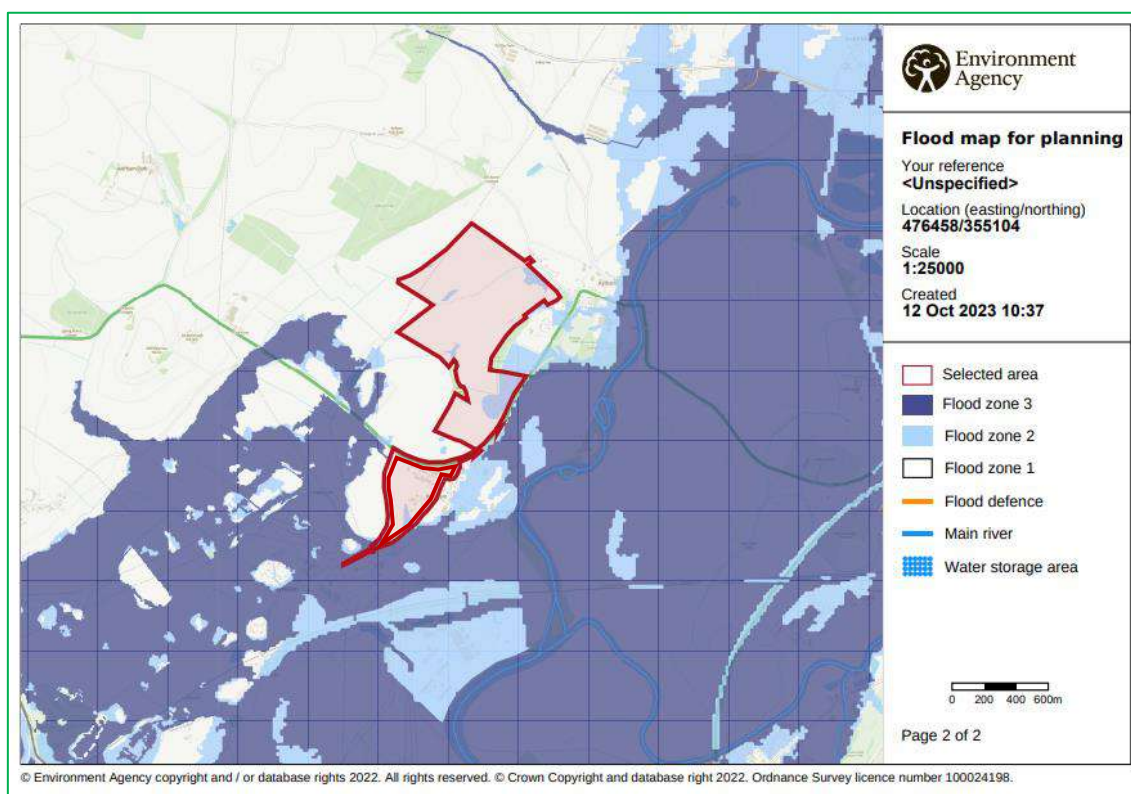 Environment
Agency
Flood map for planning
Your reference
<Unspecified>
Location (easting/northing)
476458/355104
Scale
1:25000
Created
12 Oct 2023 10:37
Selected area
Flood zone 3
Flood zone 2
Flood zone 1
Flood defence
Main river
Water storage area
0 200 400 600m
Page 2 of 2
© Environment Agency copyright and / or database rights 2022. All rights reserved. © Crown Copyright and database right 2022. Ordnance Survey licence number 100024198.